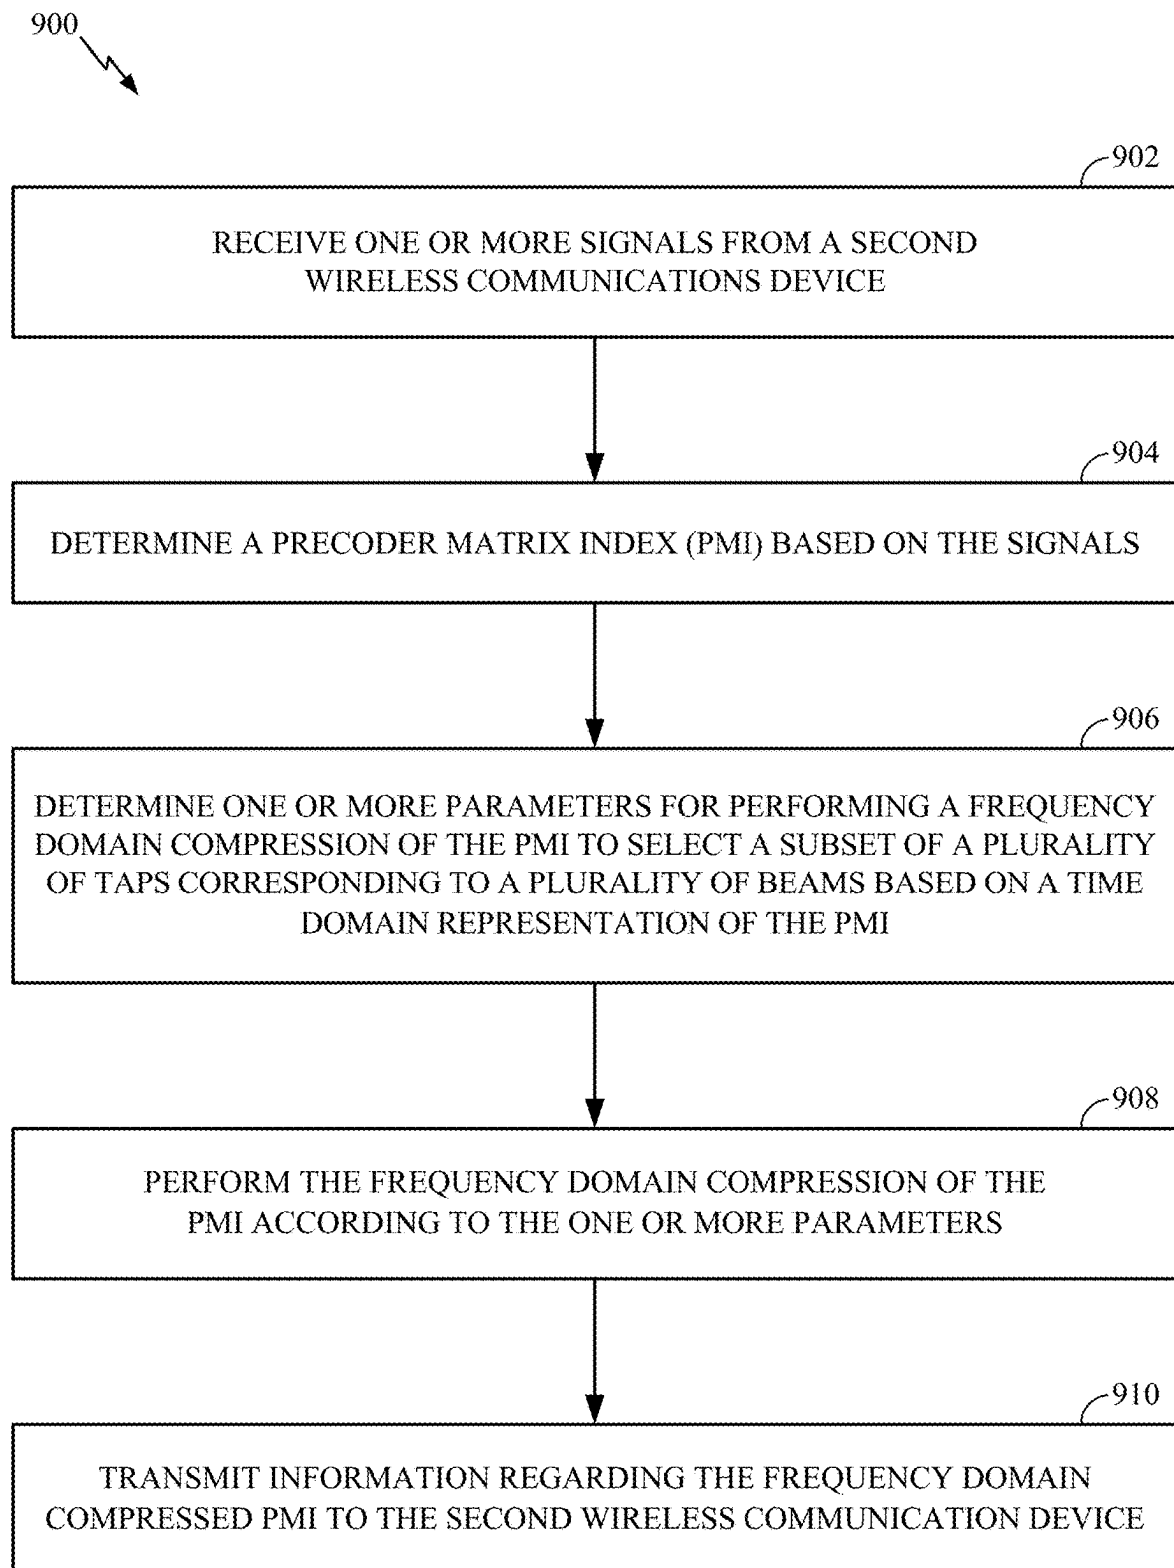 900
902
RECEIVE ONE OR MORE SIGNALS FROM A SECOND
WIRELESS COMMUNICATIONS DEVICE
904
DETERMINE A PRECODER MATRIX INDEX (PMI) BASED ON THE SIGNALS
906
DETERMINE ONE OR MORE PARAMETERS FOR PERFORMING A FREQUENCY
DOMAIN COMPRESSION OF THE PMI TO SELECT A SUBSET OF A PLURALITY
OF TAPS CORRESPONDING TO A PLURALITY OF BEAMS BASED ON A TIME
DOMAIN REPRESENTATION OF THE PMI
908
PERFORM THE FREQUENCY DOMAIN COMPRESSION OF THE
PMI ACCORDING TO THE ONE OR MORE PARAMETERS
910
TRANSMIT INFORMATION REGARDING THE FREQUENCY DOMAIN
COMPRESSED PMI TO THE SECOND WIRELESS COMMUNICATION DEVICE